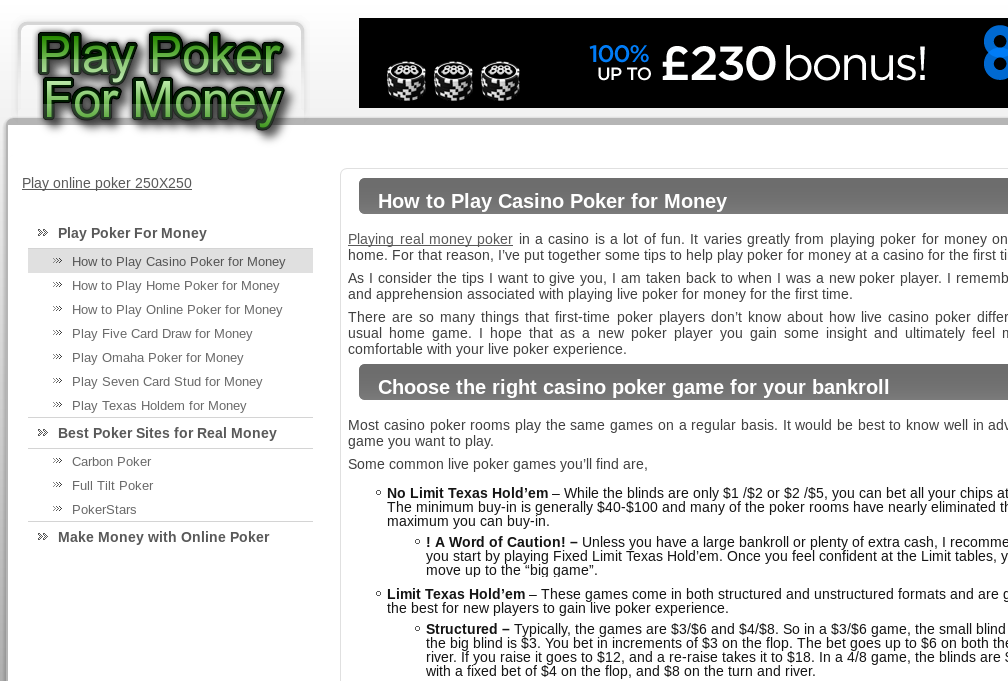 Play Poker
For Money
888 888 888
100%
UP TO £230 bonus!
8
Play online poker 250X250
Play Poker For Money
How to Play Casino Poker for Money
How to Play Home Poker for Money
How to Play Online Poker for Money
Play Five Card Draw for Money
Play Omaha Poker for Money
Play Seven Card Stud for Money
Play Texas Holdem for Money
Best Poker Sites for Real Money
Carbon Poker
Full Tilt Poker
PokerStars
Make Money with Online Poker
How to Play Casino Poker for Money
Playing real money poker in a casino is a lot of fun. It varies greatly from playing poker for money on
home. For that reason, I've put together some tips to help play poker for money at a casino for the first
As I consider the tips I want to give you, I am taken back to when I was a new poker player. I
and apprehension associated with playing live poker for money for the first time.
There are so many things that first-time poker players don't know about how live casino poker
usual home game. I hope that as a new poker player you gain some insight and ultimately feel
comfortable with your live poker experience.
Choose the right casino poker game for your bankroll
Most casino poker rooms play the same games on a regular basis. It would be best to know well in
game you want to play.
Some common live poker games you'll find are,
No Limit Texas Hold'em – While the blinds are only $1 /$2 or $2 /$5, you can bet all your chips at
The minimum buy-in is generally $40-$100 and many of the poker rooms have nearly eliminated
maximum you can buy-in.
! A Word of Caution! – Unless you have a large bankroll or plenty of extra cash, I
you start by playing Fixed Limit Texas Hold'em. Once you feel confident at the Limit tables,
move up to the “big game”.
Limit Texas Hold'em – These games come in both structured and unstructured formats and are
the best for new players to gain live poker experience.
Structured – Typically, the games are $3/$6 and $4/$8. So in a $3/$6 game, the small blind
the big blind is $3. You bet in increments of $3 on the flop. The bet goes up to $6 on both
river. If you raise it goes to $12, and a re-raise takes it to $18. In a 4/8 game, the blinds are
with a fixed bet of $4 on the flop, and $8 on the turn and river.